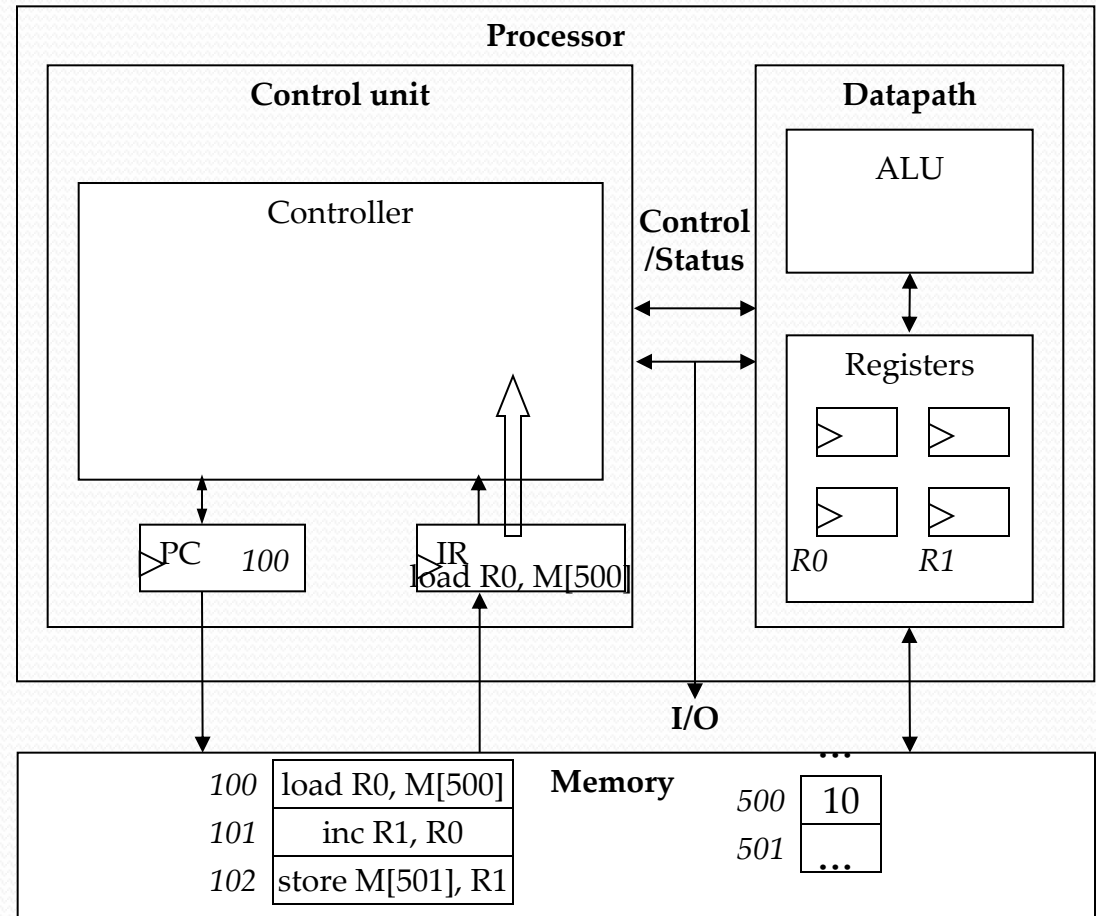 Processor
Control unit
Datapath
ALU
Controller
Control
/Status
Registers
PC 100
IR
load R0, M[500]
R0 R1
I/O
Memory
100 load R0, M[500]
101 inc R1, R0
102 store M[501], R1
...
500 10
501
...